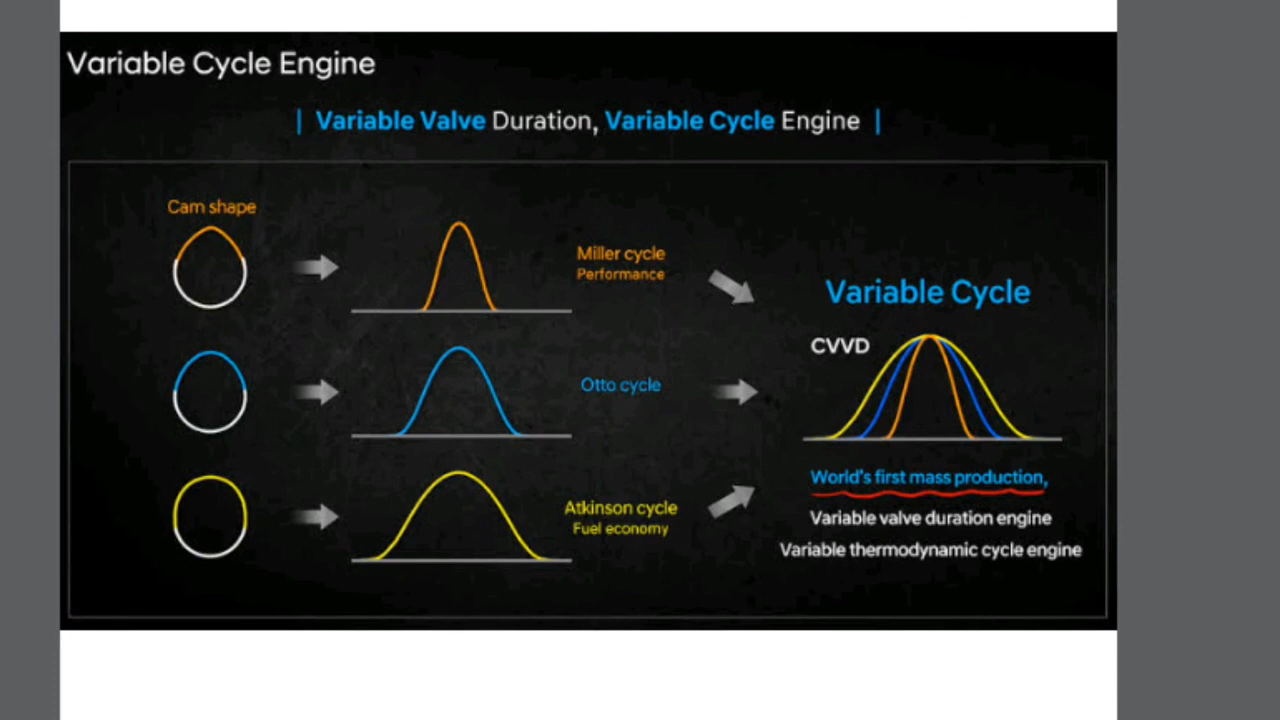 Variable Cycle Engine
| Variable Valve Duration, Variable Cycle Engine |
Cam shape
Miller cycle
Performance
Otto cycle
Atkinson cycle
Fuel economy
Variable Cycle
CVVD
World's first mass production,
Variable valve duration engine
Variable thermodynamic cycle engine